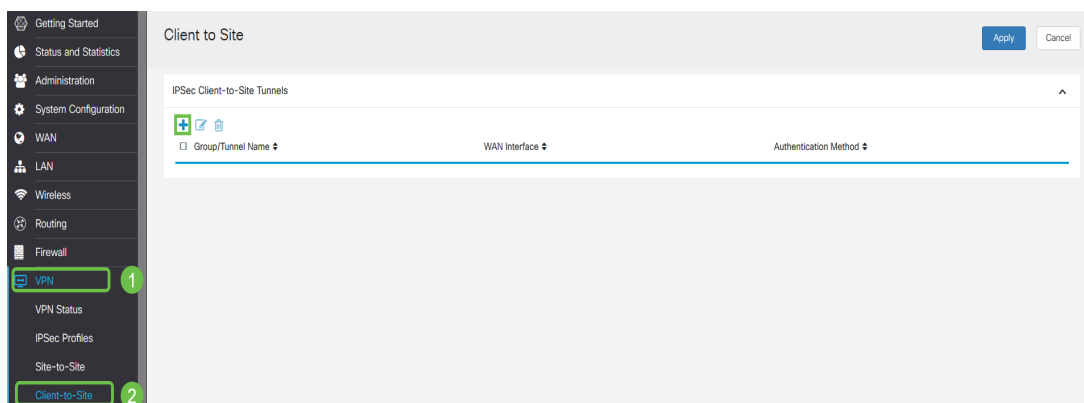 Getting Started
Status and Statistics
Administration
System Configuration
WAN
LAN
Wireless
Routing
Firewall
VPN
1
VPN Status
IPSec Profiles
Site-to-Site
Client-to-Site
2
Client to Site
Apply
Cancel
IPSec Client-to-Site Tunnels
Group/Tunnel Name
WAN Interface
Authentication Method